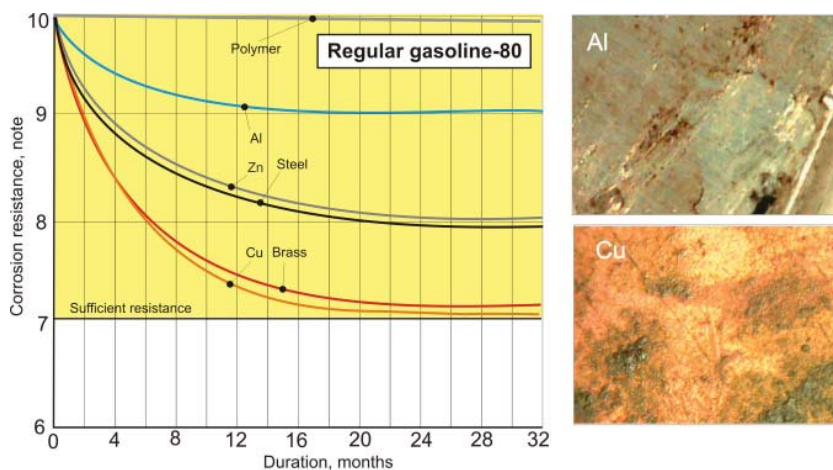 10
9
8
7
6
Corrosion resistance, note
Regular gasoline-80
Polymer
Al
Zn
Steel
Cu
Brass
Sufficient resistance
0
4
8
12
16
20
24
28
32
Duration, months
Al
Cu